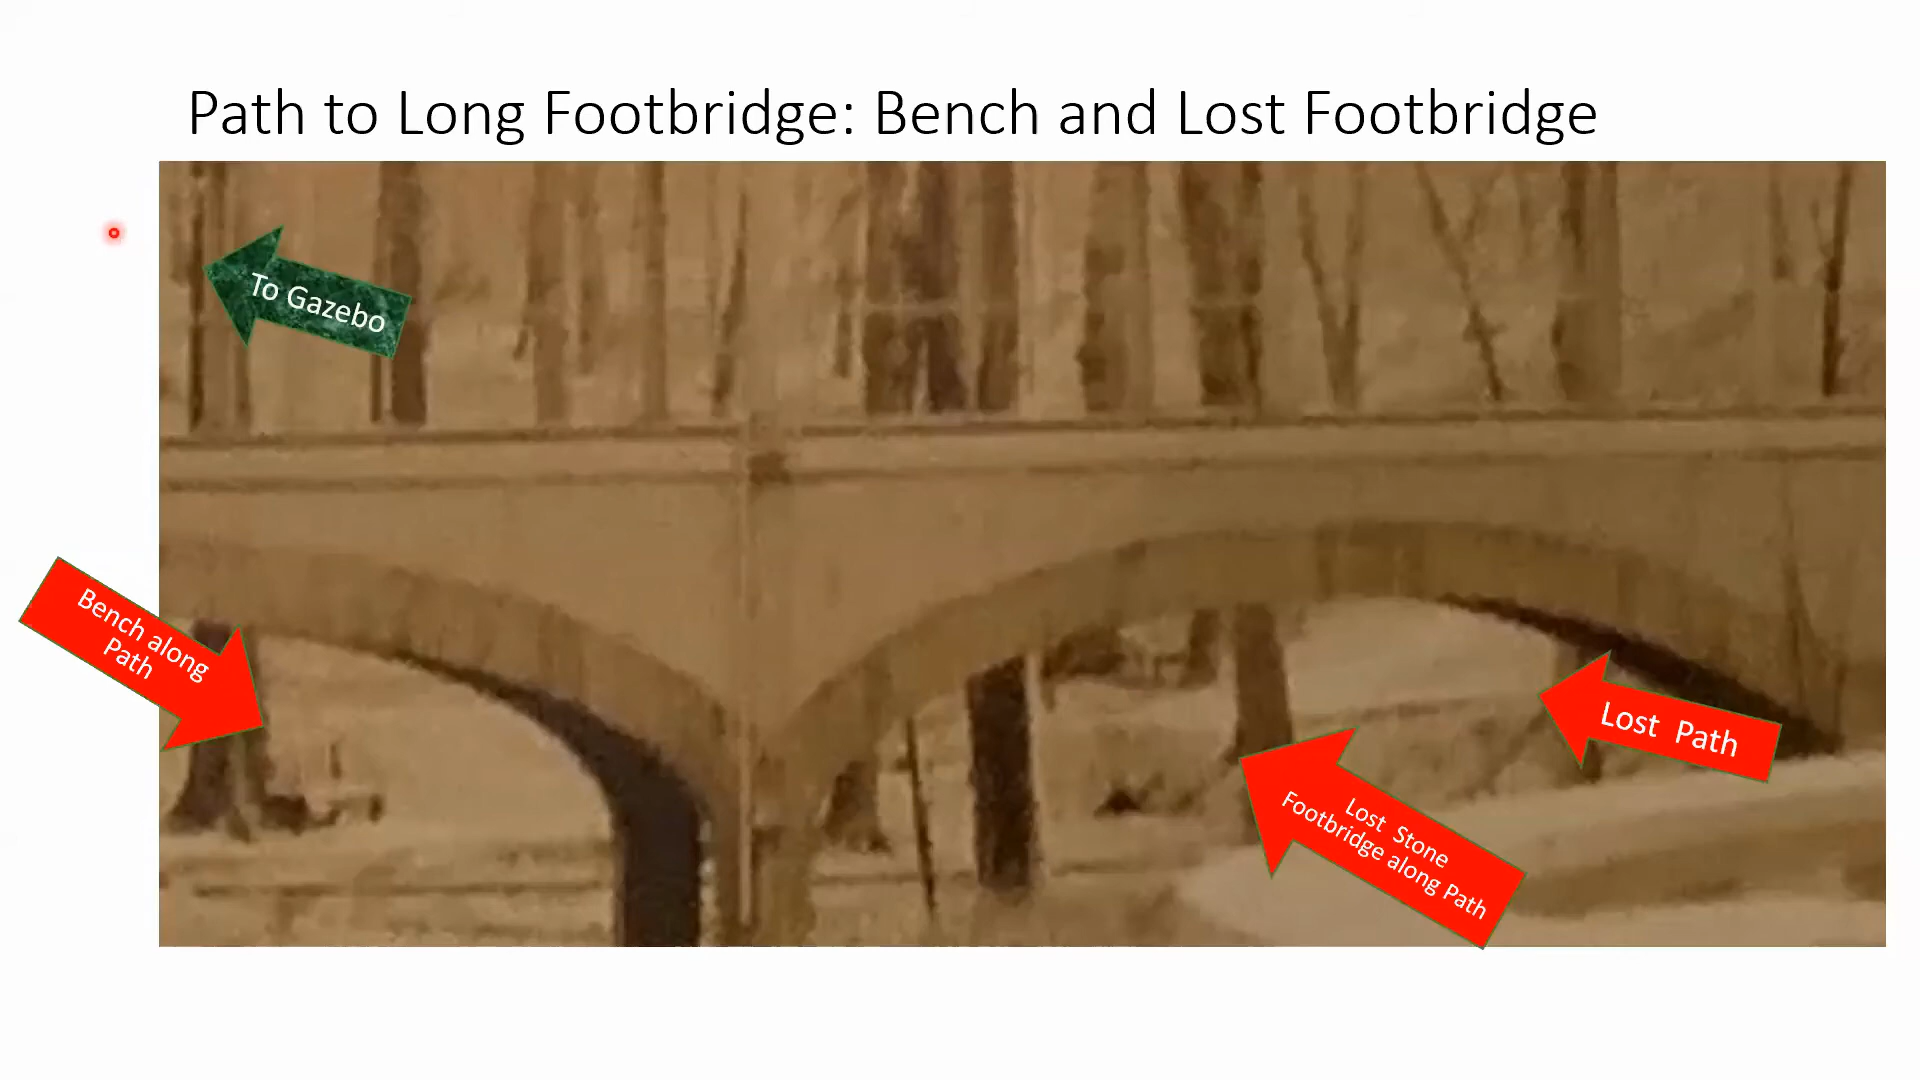 Path to Long Footbridge: Bench and Lost Footbridge
To Gazebo
Bench along
Path
Lost Path
Lost Stone
Footbridge along Path